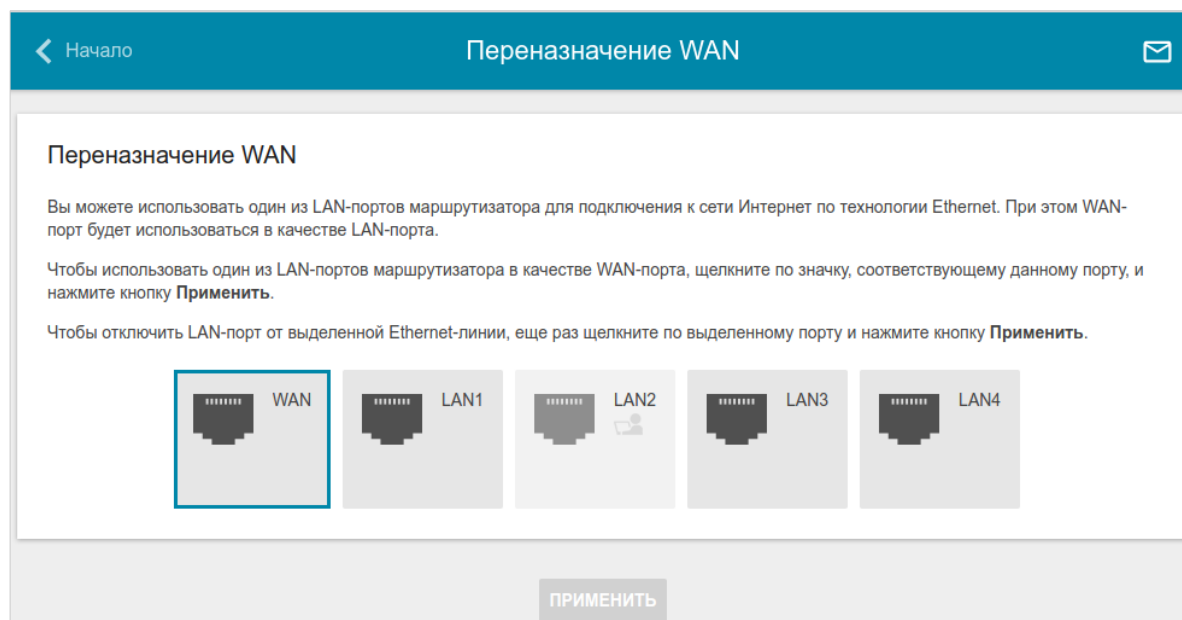 Начало
Переназначение WAN
Переназначение WAN
Вы можете использовать один из LAN-портов маршрутизатора для подключения к сети Интернет по технологии Ethernet. При этом WAN-
порт будет использоваться в качестве LAN-порта.
Чтобы использовать один из LAN-портов маршрутизатора в качестве WAN-порта, щелкните по значку, соответствующему данному порту, и
нажмите кнопку Применить.
Чтобы отключить LAN-порт от выделенной Ethernet-линии, еще раз щелкните по выделенному порту и нажмите кнопку Применить.
WAN
LAN1
LAN2
LAN3
LAN4
ПРИМЕНИТЬ